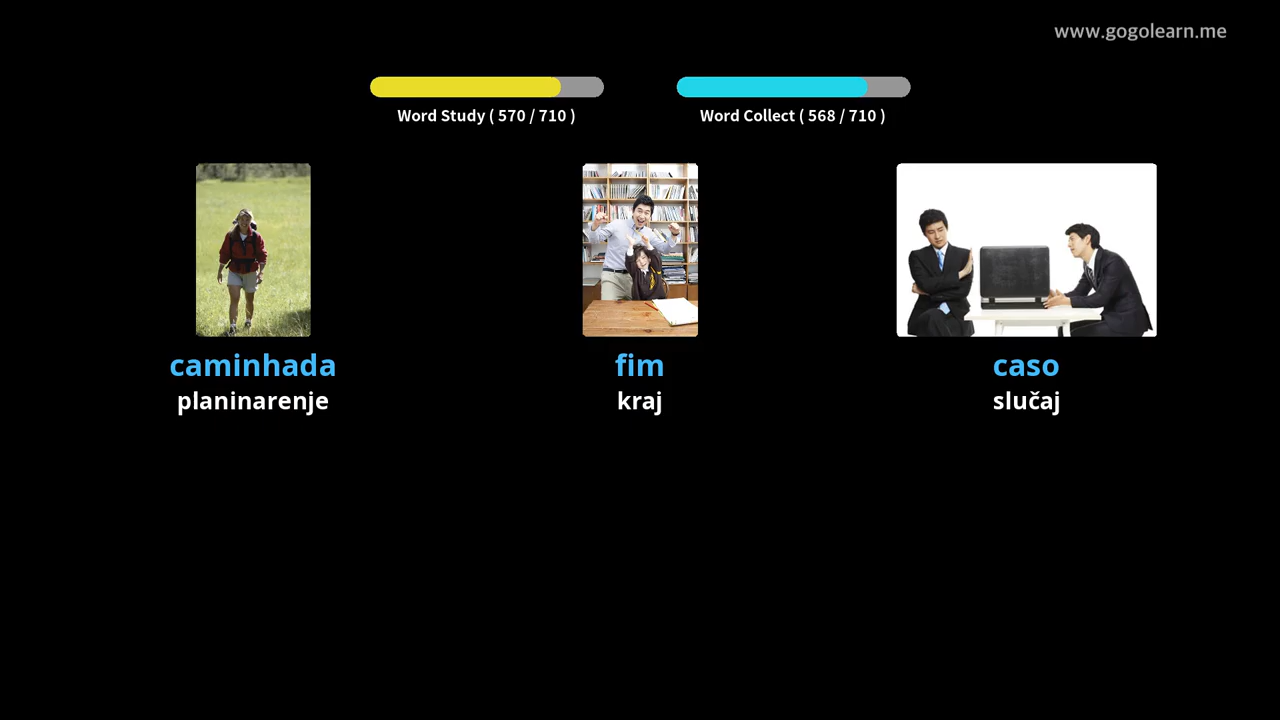 www.gogolearn.me
Word Study ( 570 / 710 )
Word Collect ( 568 / 710 )
caminhada
planinarenje
fim
kraj
caso
slučaj